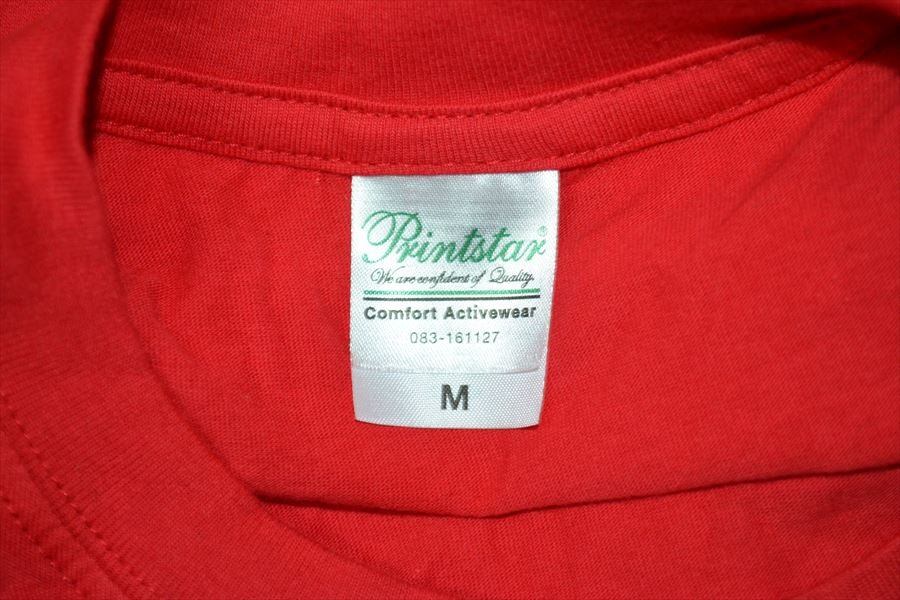 Printstar®
We are confident of Quality.
Comfort Activewear
083-161127
M